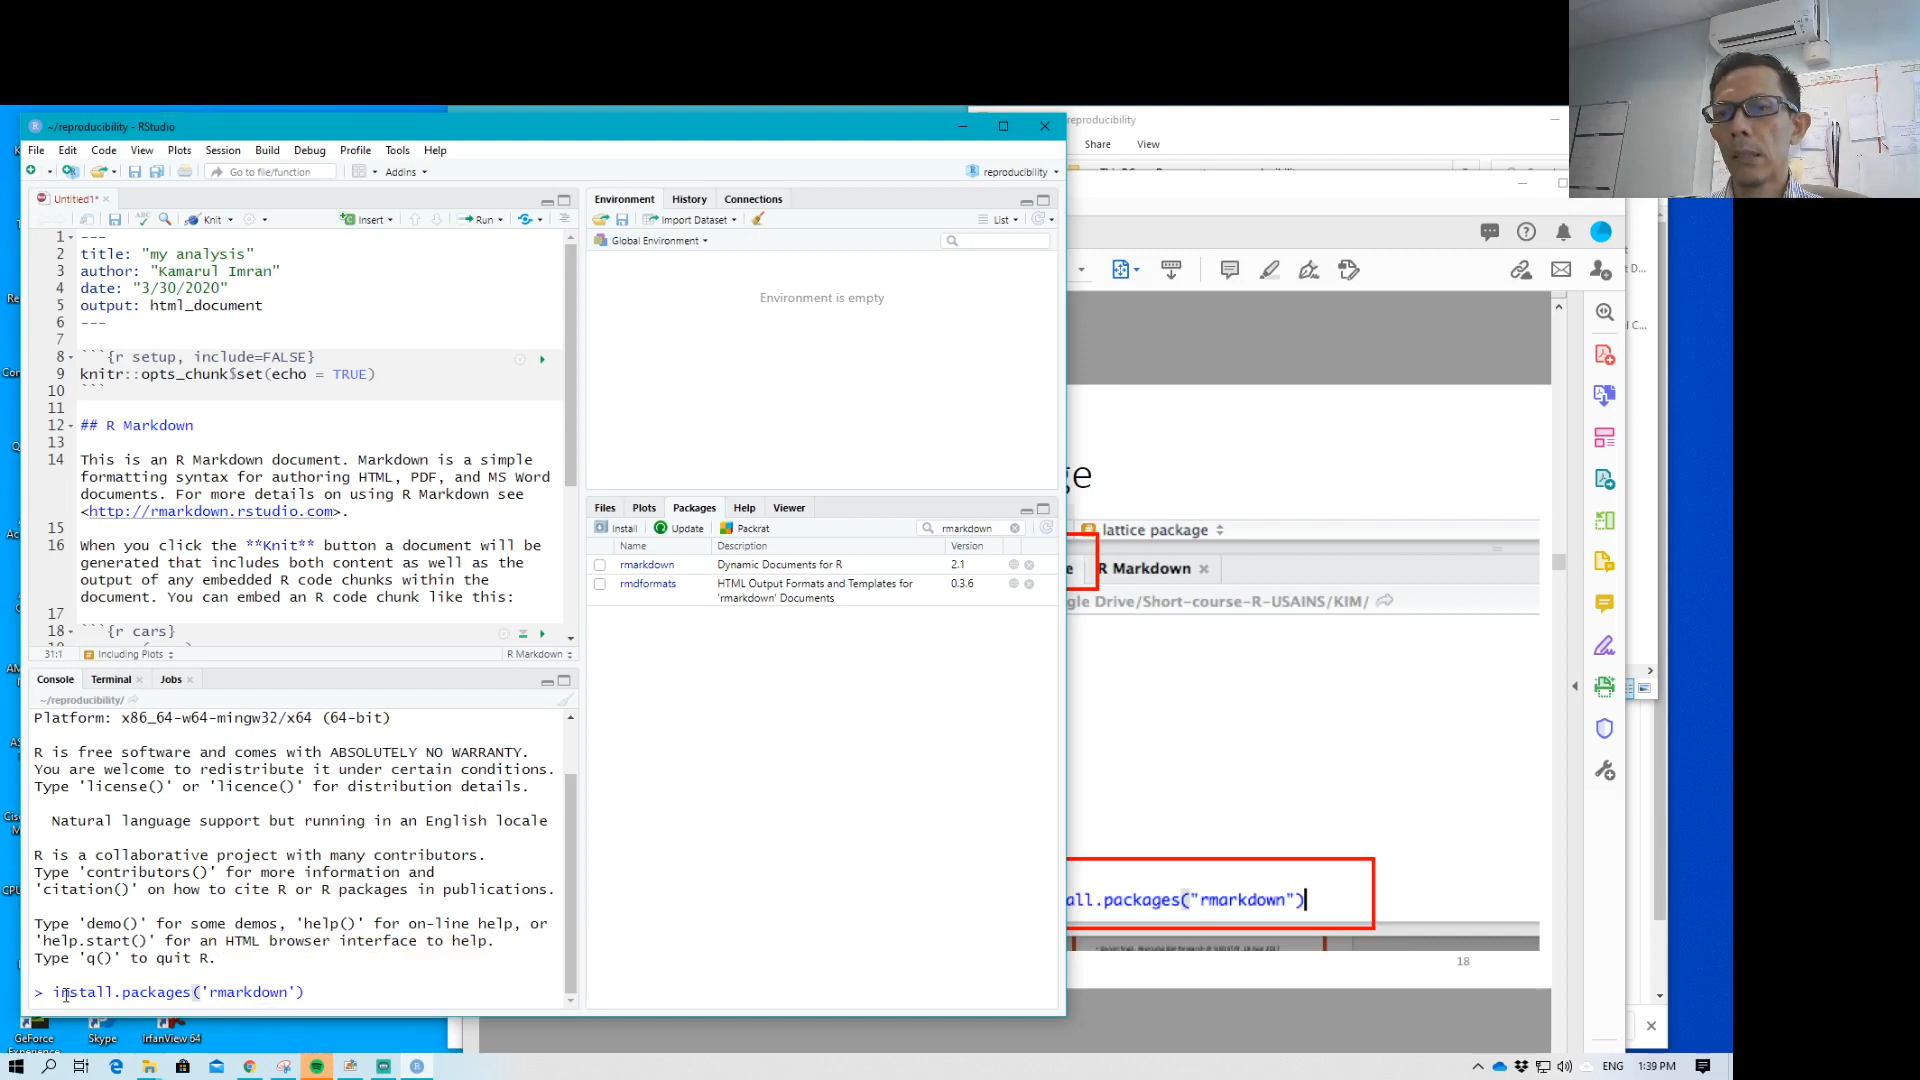 ~/reproducibility - RStudio
File Edit Code View Plots Session Build Debug Profile Tools Help
Go to file/function
Addins
reproducibility
Untitled1*
Knit
Insert
Run
1 ---
2 title: "my analysis"
3 author: "Kamarul Imran"
4 date: "3/30/2020"
5 output: html_document
6 ---
7
8 ```{r setup, include=FALSE}
9 knitr::opts_chunk$set(echo = TRUE)
10 ```
11
12 ## R Markdown
13
14 This is an R Markdown document. Markdown is a simple
formatting syntax for authoring HTML, PDF, and MS Word
documents. For more details on using R Markdown see
<http://rmarkdown.rstudio.com>.
15
16 When you click the **Knit** button a document will be
generated that includes both content as well as the
output of any embedded R code chunks within the
document. You can embed an R code chunk like this:
17
18 ```{r cars}
31:1 Including Plots R Markdown
Console Terminal Jobs
~/reproducibility/
Platform: x86_64-w64-mingw32/x64 (64-bit)
R is free software and comes with ABSOLUTELY NO WARRANTY.
You are welcome to redistribute it under certain conditions.
Type 'license()' or 'licence()' for distribution details.
Natural language support but running in an English locale
R is a collaborative project with many contributors.
Type 'contributors()' for more information and
'citation()' on how to cite R or R packages in publications.
Type 'demo()' for some demos, 'help()' for on-line help, or
'help.start()' for an HTML browser interface to help.
Type 'q()' to quit R.
> install.packages('rmarkdown')
Environment History Connections
Import Dataset
List
Global Environment
Environment is empty
Files Plots Packages Help Viewer
Install Update Packrat rmarkdown
Name Description Version
rmarkdown Dynamic Documents for R 2.1
rmdformats HTML Output Formats and Templates for 'rmarkdown' Documents 0.3.6
reproducibility
Share View
ge
lattice package
e R Markdown
gle Drive/Short-course-R-USAINS/KIM/
all.packages("rmarkdown")
18
GeForce Experience
Skype
IrfanView 64
ENG 1:39 PM